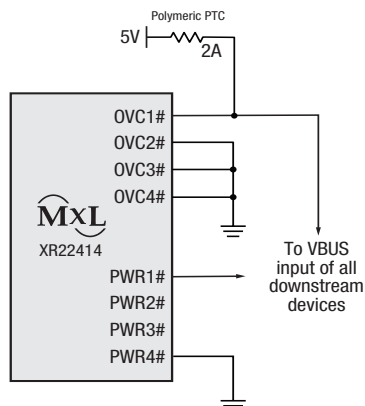 Polymeric PTC
5V
2A
OVC1#
OVC2#
OVC3#
OVC4#
MxL
XR22414
To VBUS
input of all
downstream
devices
PWR1#
PWR2#
PWR3#
PWR4#